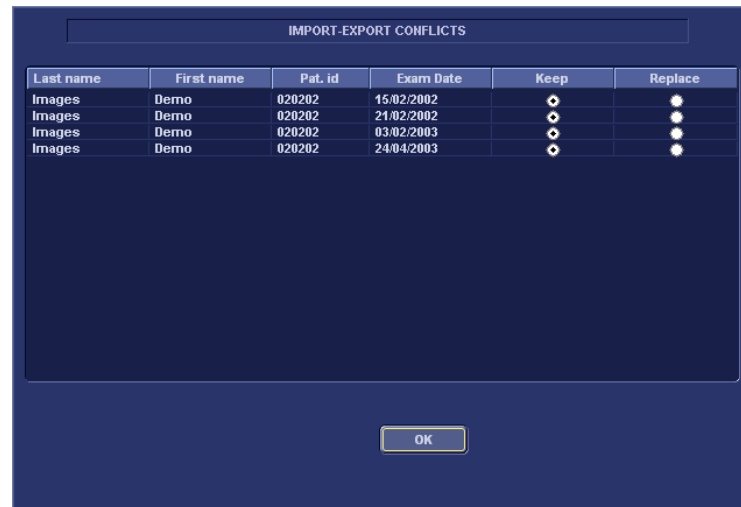 IMPORT-EXPORT CONFLICTS
Last name First name Pat. id Exam Date Keep Replace
Images Demo 020202 15/02/2002
Images Demo 020202 21/02/2002
Images Demo 020202 03/02/2003
Images Demo 020202 24/04/2003
OK